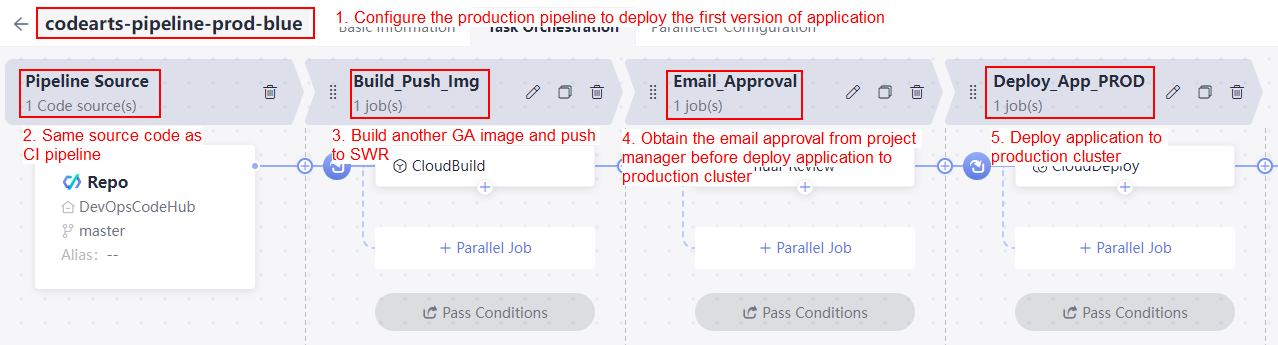 codearts-pipeline-prod-blue
1. Configure the production pipeline to deploy the first version of application
Basic Information
Task Orchestration
Parameter Configuration
Pipeline Source
1 Code source(s)
Build_Push_Img
1 job(s)
Email_Approval
1 job(s)
Deploy_App_PROD
1 job(s)
2. Same source code as
CI pipeline
3. Build another GA image and push
to SWR
4. Obtain the email approval from project
manager before deploy application to
production cluster
5. Deploy application to
production cluster
Repo
DevOpsCodeHub
master
Alias: --
CloudBuild
Review
CloudDeploy
+ Parallel Job
+ Parallel Job
+ Parallel Job
Pass Conditions
Pass Conditions
Pass Conditions